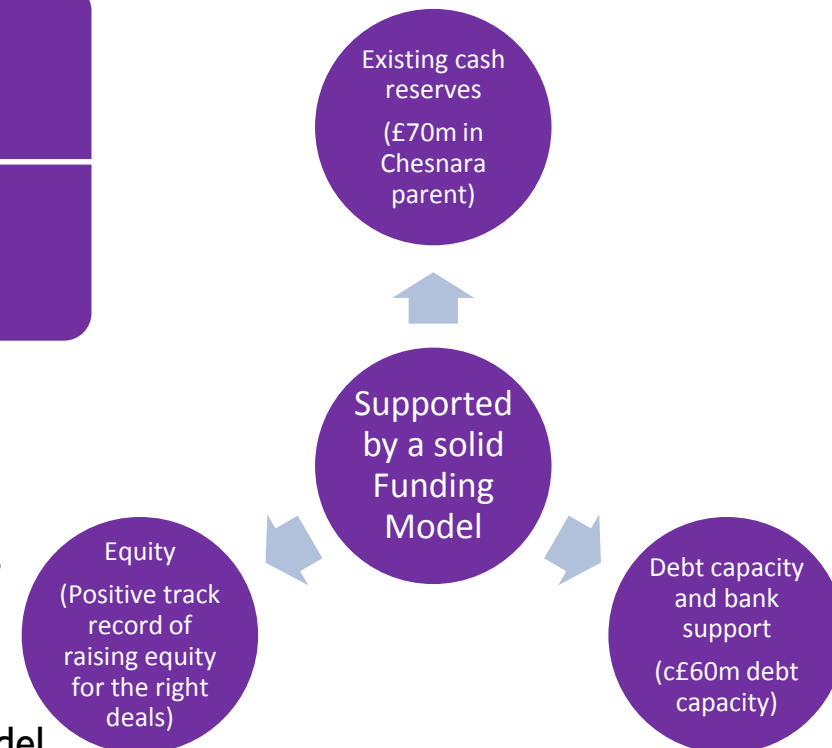 Existing cash
reserves
(£70m in
Chesnara
parent)
Supported
by a solid
Funding
Model
Equity
(Positive track
record of
raising equity
for the right
deals)
Debt capacity
and bank
support
(c£60m debt
capacity)